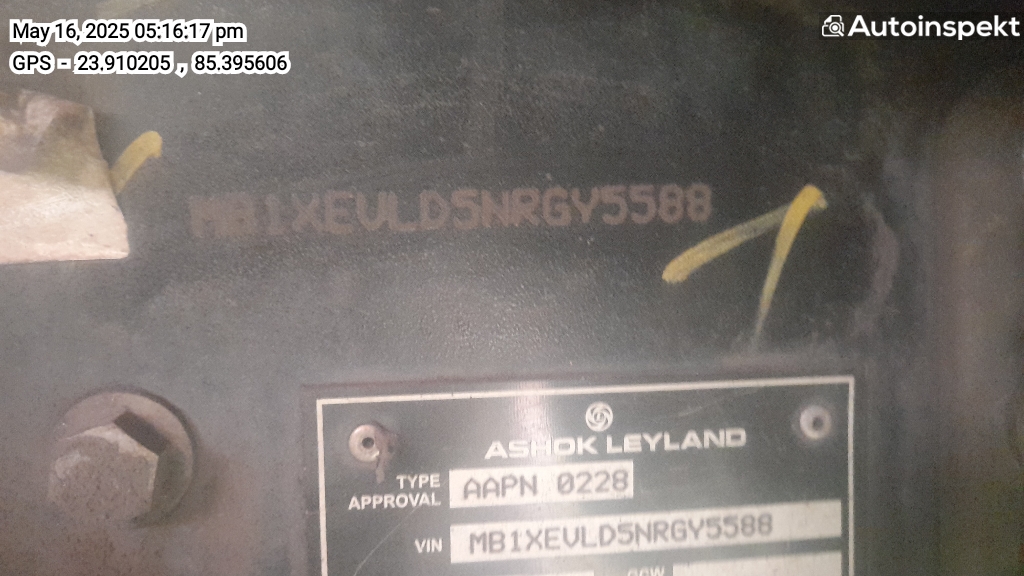 May 16, 2025 05:16:17 pm
GPS - 23.910205 , 85.395606
Autoinspekt
MB1XEVLD5NRGY5588
ASHOK LEYLAND
TYPE APPROVAL AAPN 0228
VIN MB1XEVLD5NRGY5588
GCW